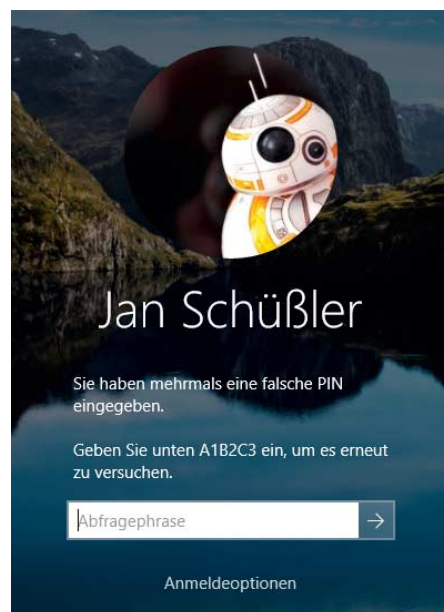 Jan Schüßler
Sie haben mehrmals eine falsche PIN
eingegeben.
Geben Sie unten A1B2C3 ein, um es erneut
zu versuchen.
Abfragephrase
Anmeldeoptionen